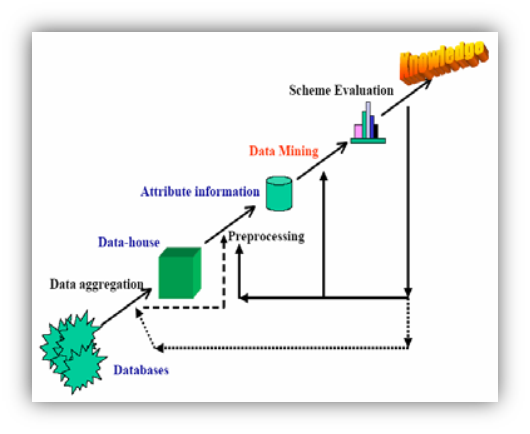 Knowledge
Scheme Evaluation
Data Mining
Attribute information
Preprocessing
Data-house
Data aggregation
Databases